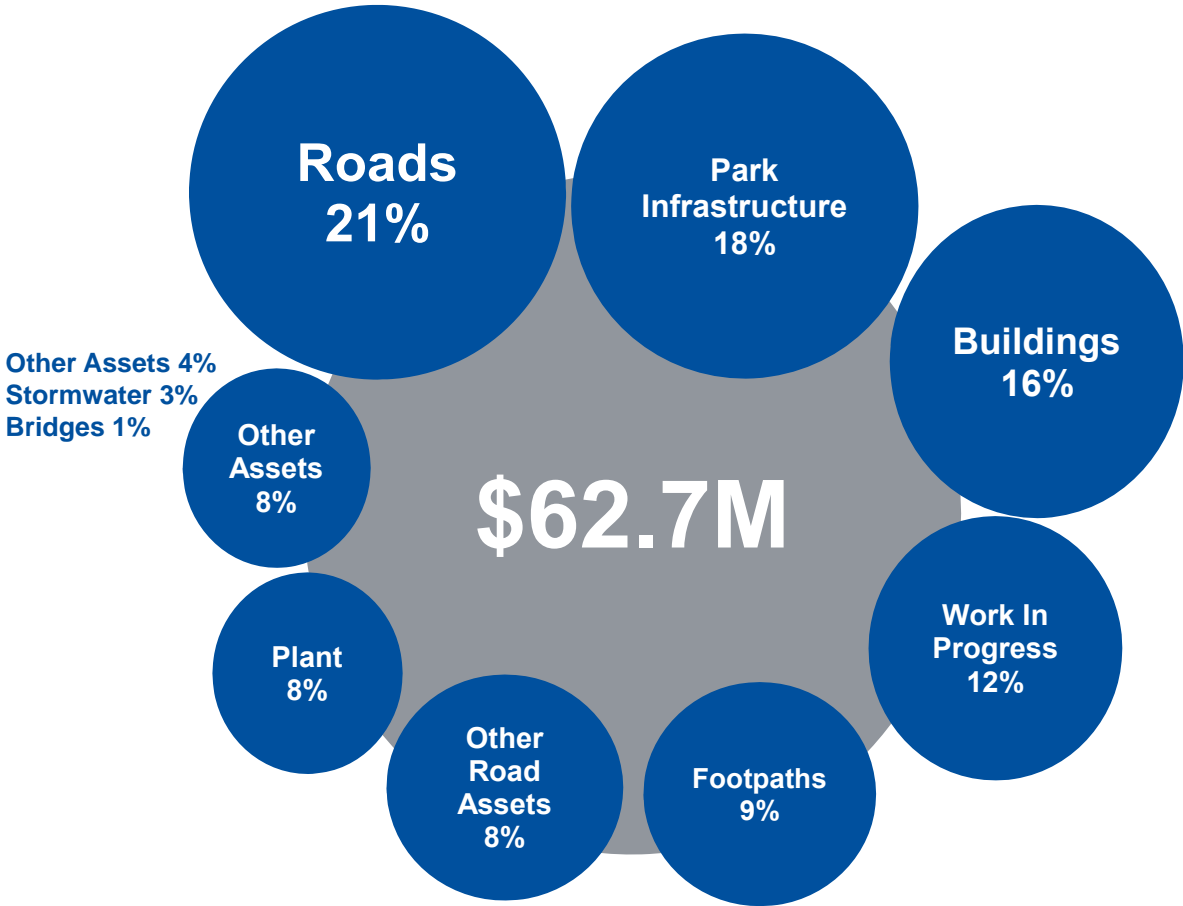 Roads
21%
Park
Infrastructure
18%
Buildings
16%
Other Assets 4%
Stormwater 3%
Bridges 1%
Other
Assets
8%
$62.7M
Work In
Progress
12%
Plant
8%
Other
Road
Assets
8%
Footpaths
9%